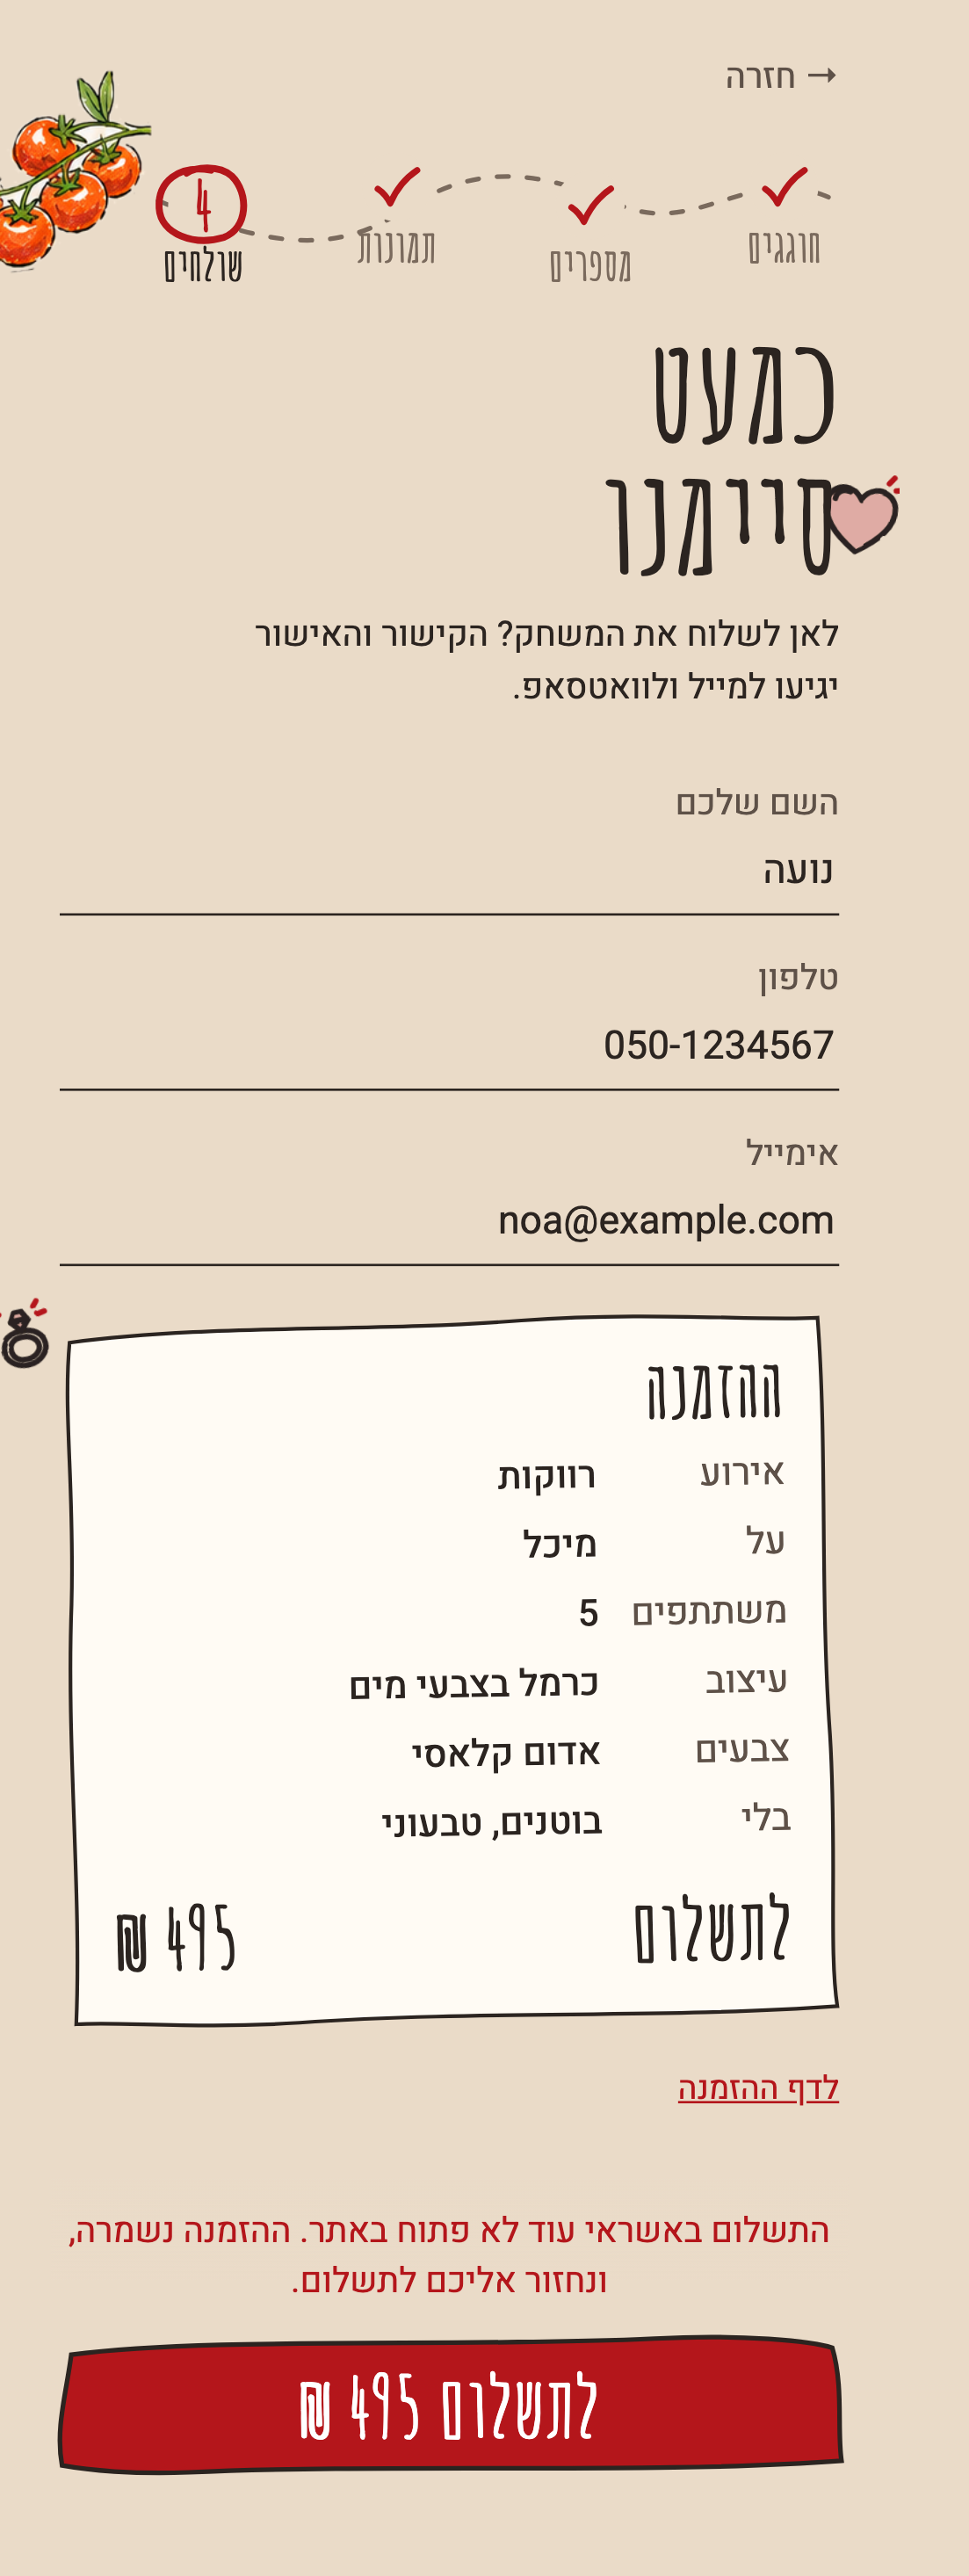 → חזרה
חוגגים
מספרים
תמונות
4
שולחים
כמעט
סיימנו
לאן לשלוח את המשחק? הקישור והאישור
יגיעו למייל ולוואטסאפ.
השם שלכם
נועה
טלפון
050-1234567
אימייל
noa@example.com
ההזמנה
אירוע רווקות
על מיכל
משתתפים 5
עיצוב כרמל בצבעי מים
צבעים אדום קלאסי
בלי בוטנים, טבעוני
לתשלום 495 ₪
לדף ההזמנה
התשלום באשראי עוד לא פתוח באתר. ההזמנה נשמרה,
ונחזור אליכם לתשלום.
לתשלום 495 ₪